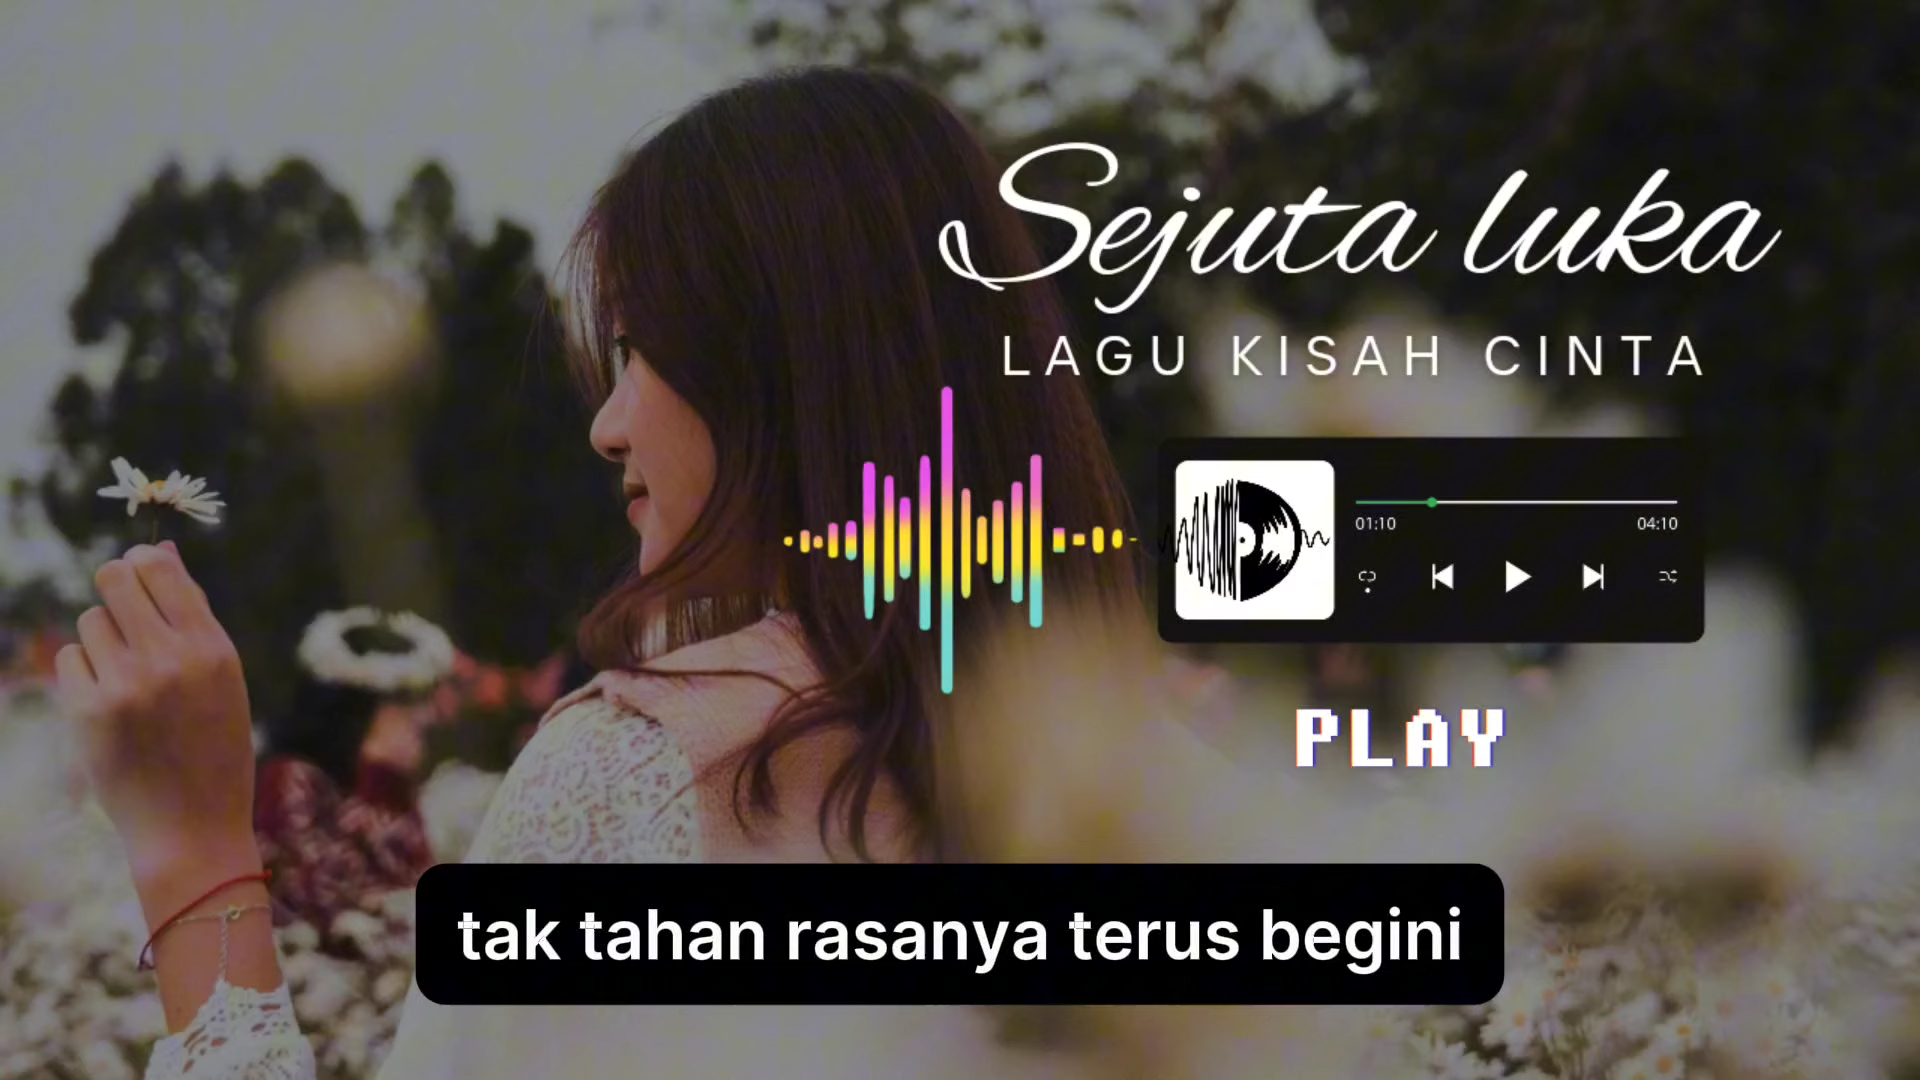 Sejuta luka
LAGU KISAH CINTA
01:10
04:10
PLAY
tak tahan rasanya terus begini